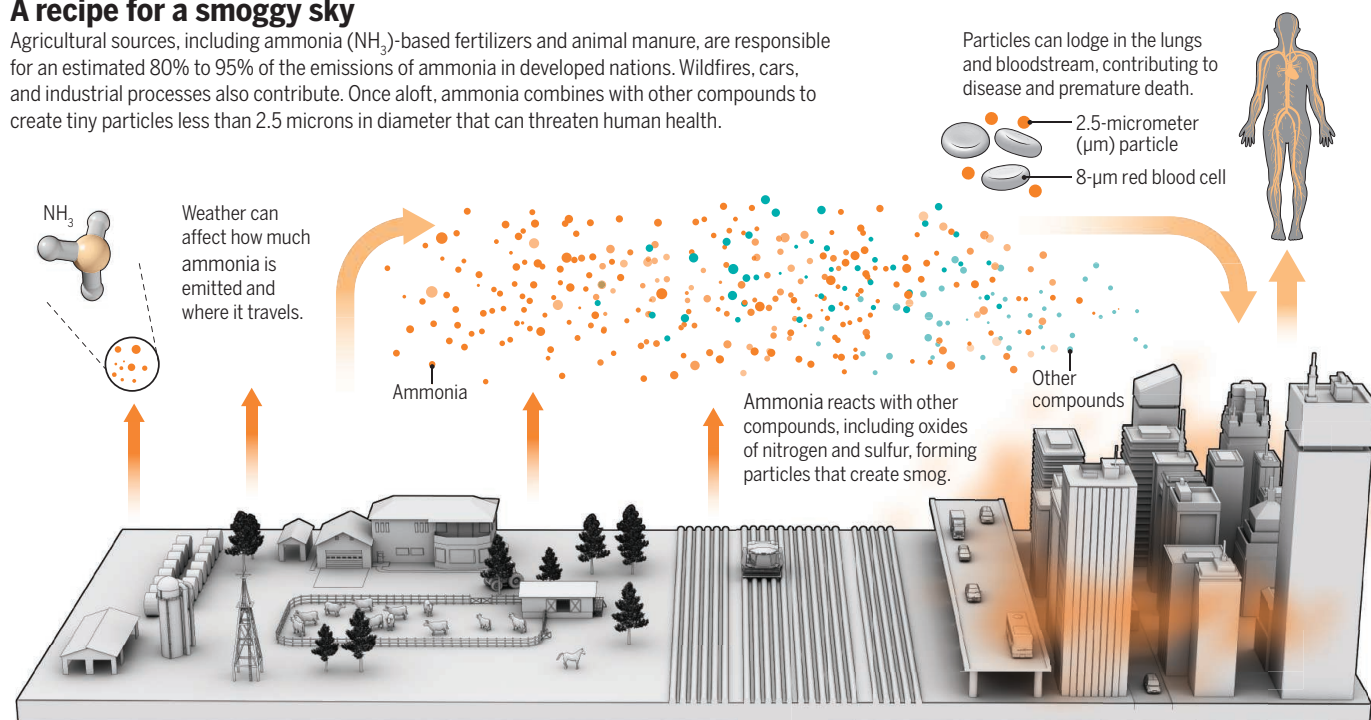 A recipe for a smoggy sky
Agricultural sources, including ammonia (NH₃)-based fertilizers and animal manure, are responsible
for an estimated 80% to 95% of the emissions of ammonia in developed nations. Wildfires, cars,
and industrial processes also contribute. Once aloft, ammonia combines with other compounds to
create tiny particles less than 2.5 microns in diameter that can threaten human health.
Particles can lodge in the lungs
and bloodstream, contributing to
disease and premature death.
2.5-micrometer
(µm) particle
8-µm red blood cell
NH₃
Weather can
affect how much
ammonia is
emitted and
where it travels.
Ammonia
Other
compounds
Ammonia reacts with other
compounds, including oxides
of nitrogen and sulfur, forming
particles that create smog.